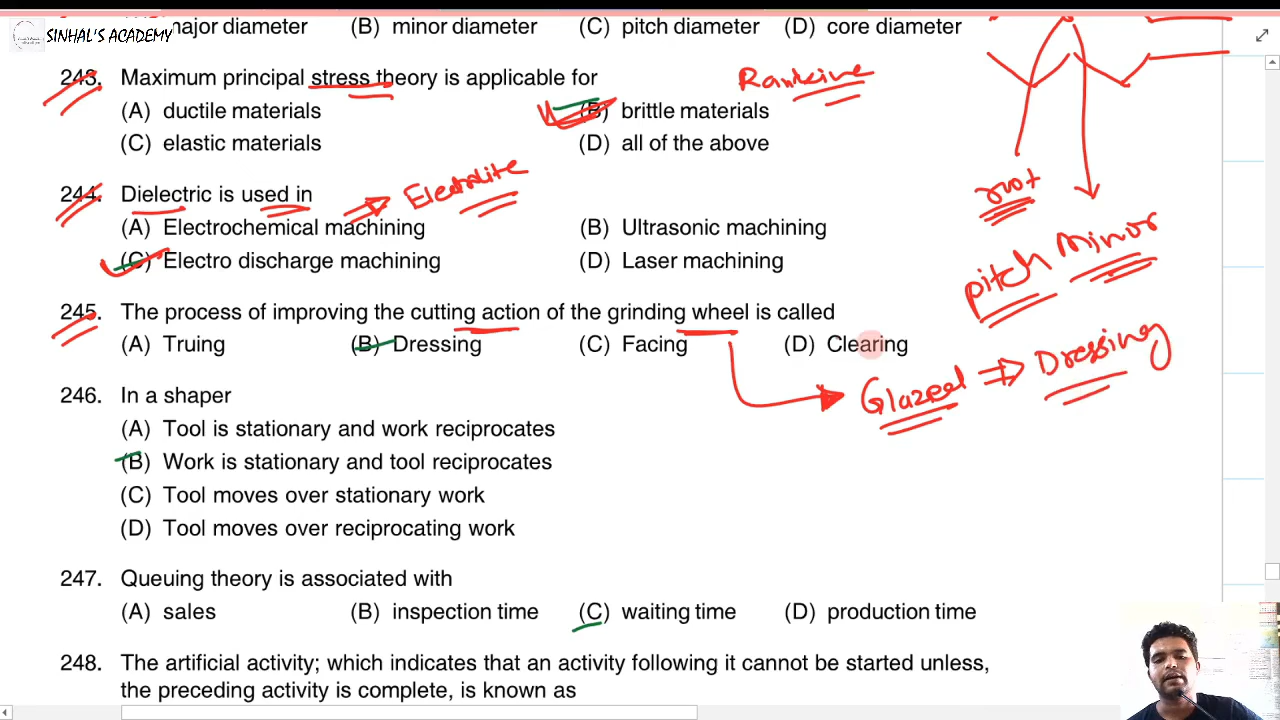 major diameter (B) minor diameter (C) pitch diameter (D) core diameter
SINHAL'S ACADEMY
243. Maximum principal stress theory is applicable for
Rankine
(A) ductile materials (B) brittle materials
(C) elastic materials (D) all of the above
244. Dielectric is used in
Electrolite
(A) Electrochemical machining (B) Ultrasonic machining
(C) Electro discharge machining (D) Laser machining
root
pitch Minor
245. The process of improving the cutting action of the grinding wheel is called
(A) Truing (B) Dressing (C) Facing (D) Clearing
Glazed ⇒ Dressing
246. In a shaper
(A) Tool is stationary and work reciprocates
(B) Work is stationary and tool reciprocates
(C) Tool moves over stationary work
(D) Tool moves over reciprocating work
247. Queuing theory is associated with
(A) sales (B) inspection time (C) waiting time (D) production time
248. The artificial activity; which indicates that an activity following it cannot be started unless,
the preceding activity is complete, is known as